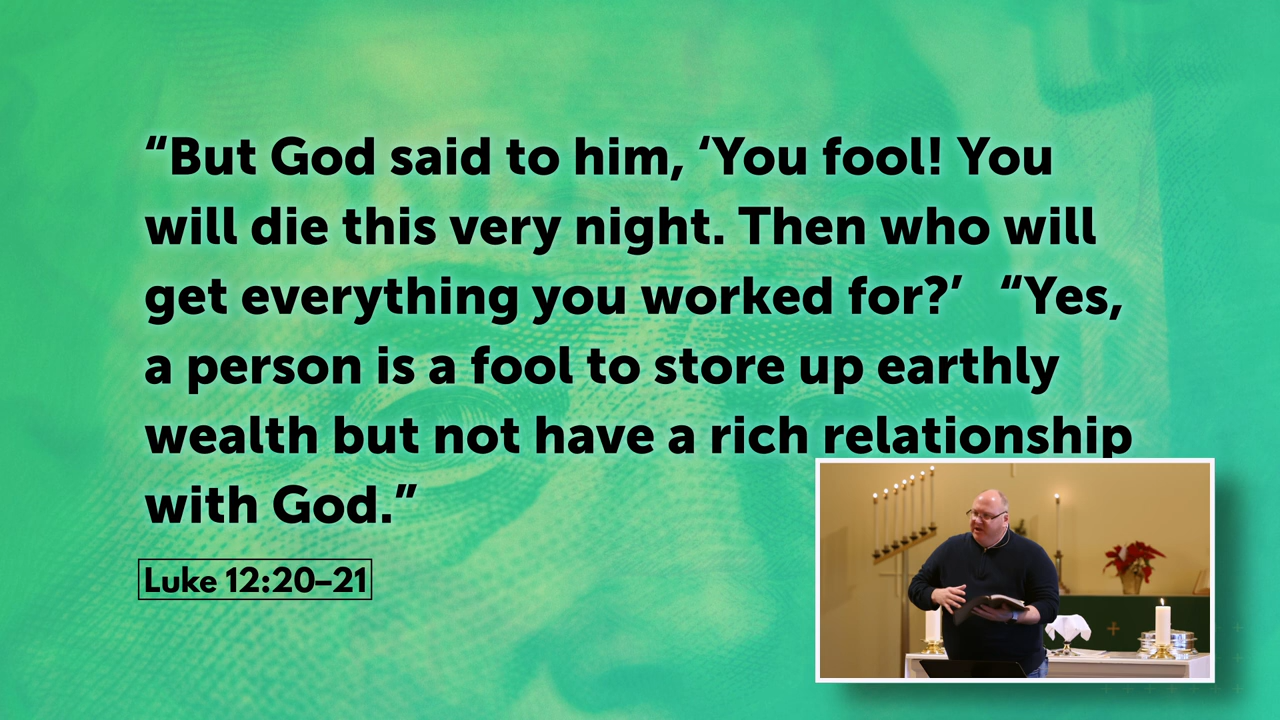 “But God said to him, ‘You fool! You
will die this very night. Then who will
get everything you worked for?’ “Yes,
a person is a fool to store up earthly
wealth but not have a rich relationship
with God.”
Luke 12:20–21